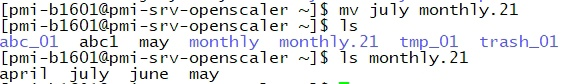 [pmi-b1601@pmi-srv-openscaler ~]$ mv july monthly.21
[pmi-b1601@pmi-srv-openscaler ~]$ ls
abc_01 abc1 may monthly monthly.21 tmp_01 trash_01
[pmi-b1601@pmi-srv-openscaler ~]$ ls monthly.21
april july june may